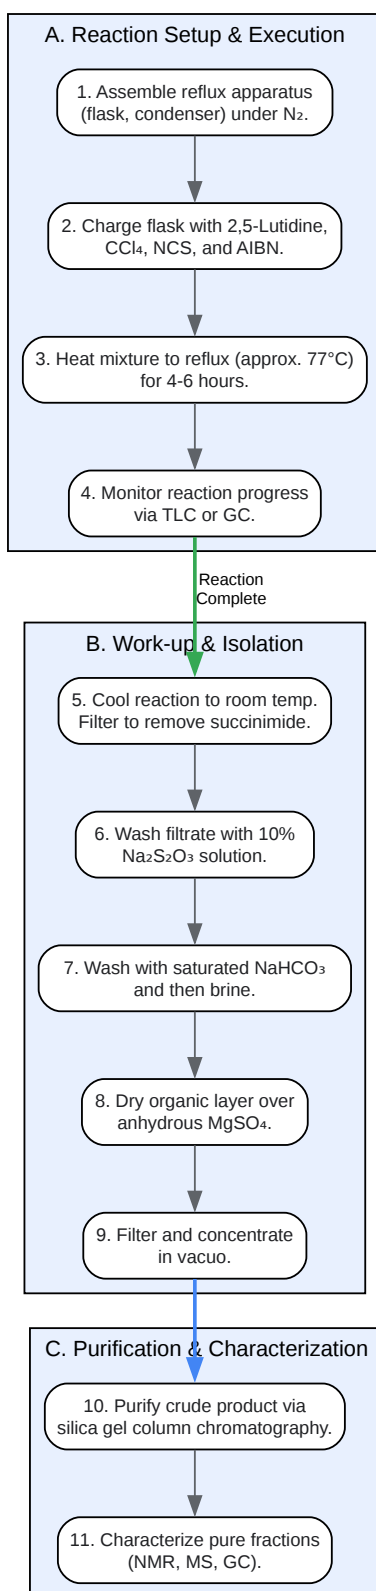 A. Reaction Setup & Execution
1. Assemble reflux apparatus
(flask, condenser) under N₂.
2. Charge flask with 2,5-Lutidine,
CCl₄, NCS, and AIBN.
3. Heat mixture to reflux (approx. 77°C)
for 4-6 hours.
4. Monitor reaction progress
via TLC or GC.
Reaction
Complete
B. Work-up & Isolation
5. Cool reaction to room temp.
Filter to remove succinimide.
6. Wash filtrate with 10%
Na₂S₂O₃ solution.
7. Wash with saturated NaHCO₃
and then brine.
8. Dry organic layer over
anhydrous MgSO₄.
9. Filter and concentrate
in vacuo.
C. Purification & Characterization
10. Purify crude product via
silica gel column chromatography.
11. Characterize pure fractions
(NMR, MS, GC).